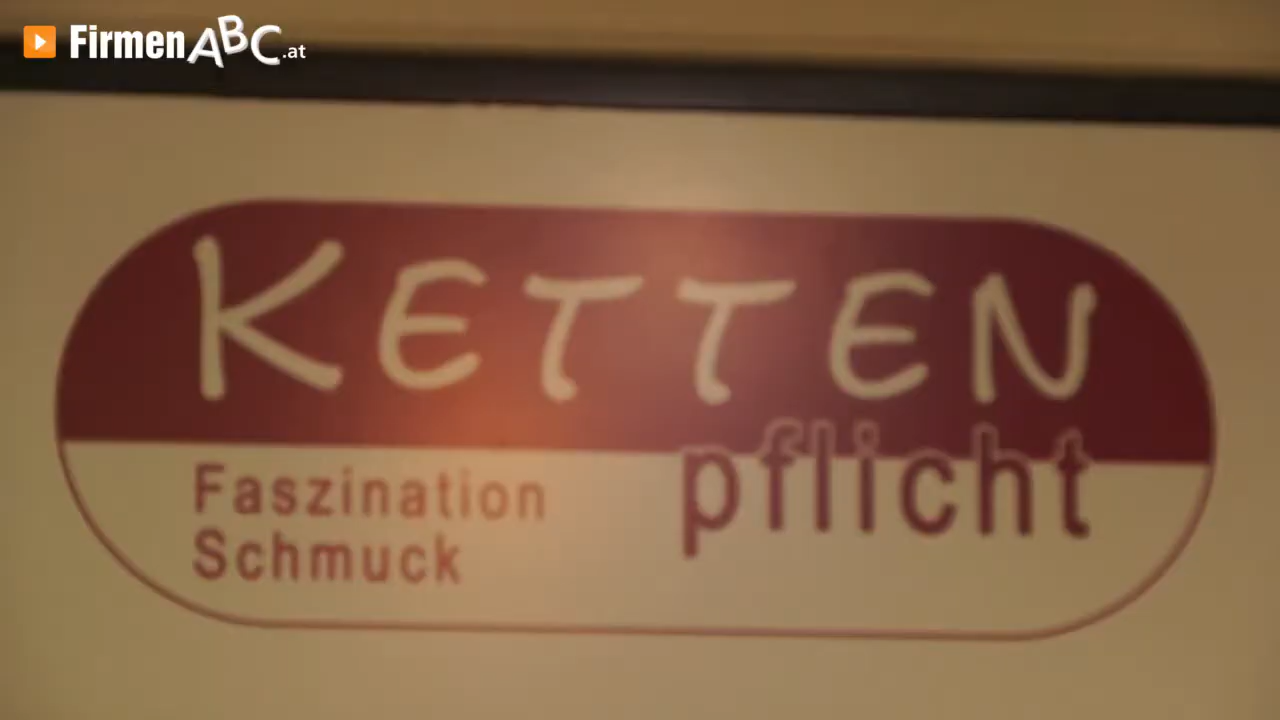 FirmenABC.at
KETTEN
pflicht
Faszination
Schmuck